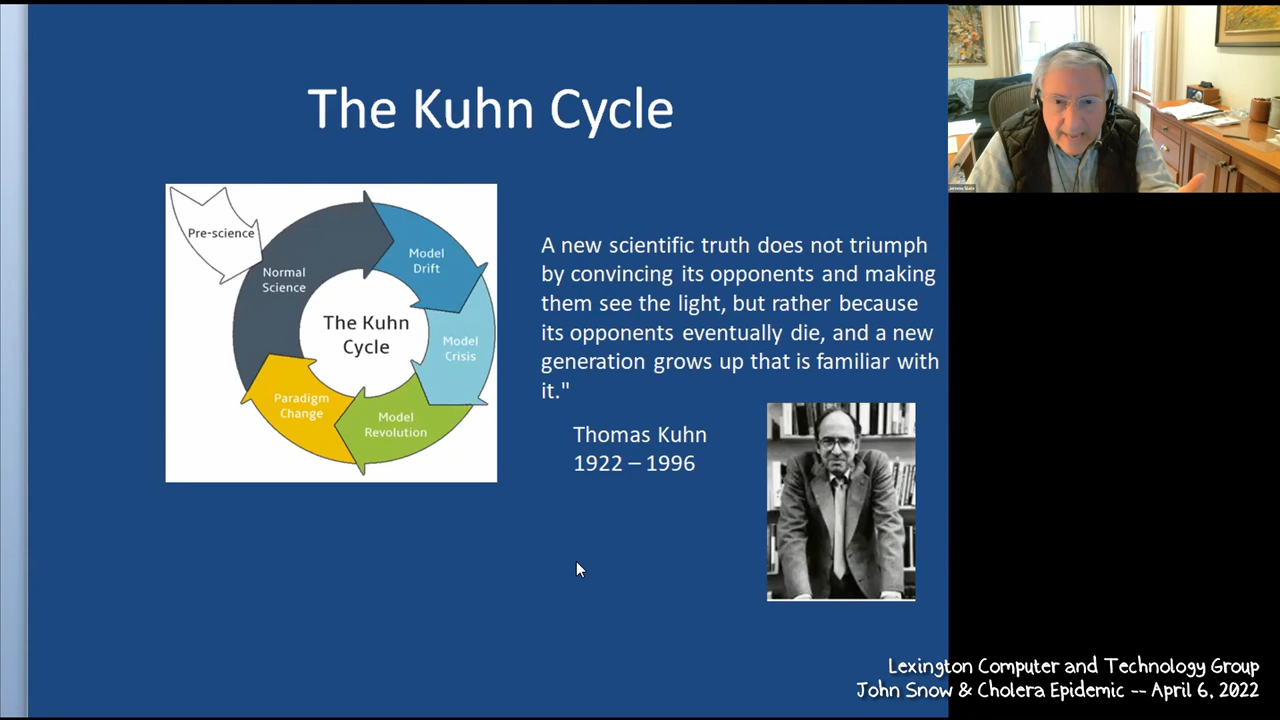 The Kuhn Cycle
Pre-science
Normal
Science
Model
Drift
Model
Crisis
Model
Revolution
Paradigm
Change
The Kuhn
Cycle
A new scientific truth does not triumph
by convincing its opponents and making
them see the light, but rather because
its opponents eventually die, and a new
generation grows up that is familiar with
it."
Thomas Kuhn
1922 – 1996
Lexington Computer and Technology Group
John Snow & Cholera Epidemic -- April 6, 2022